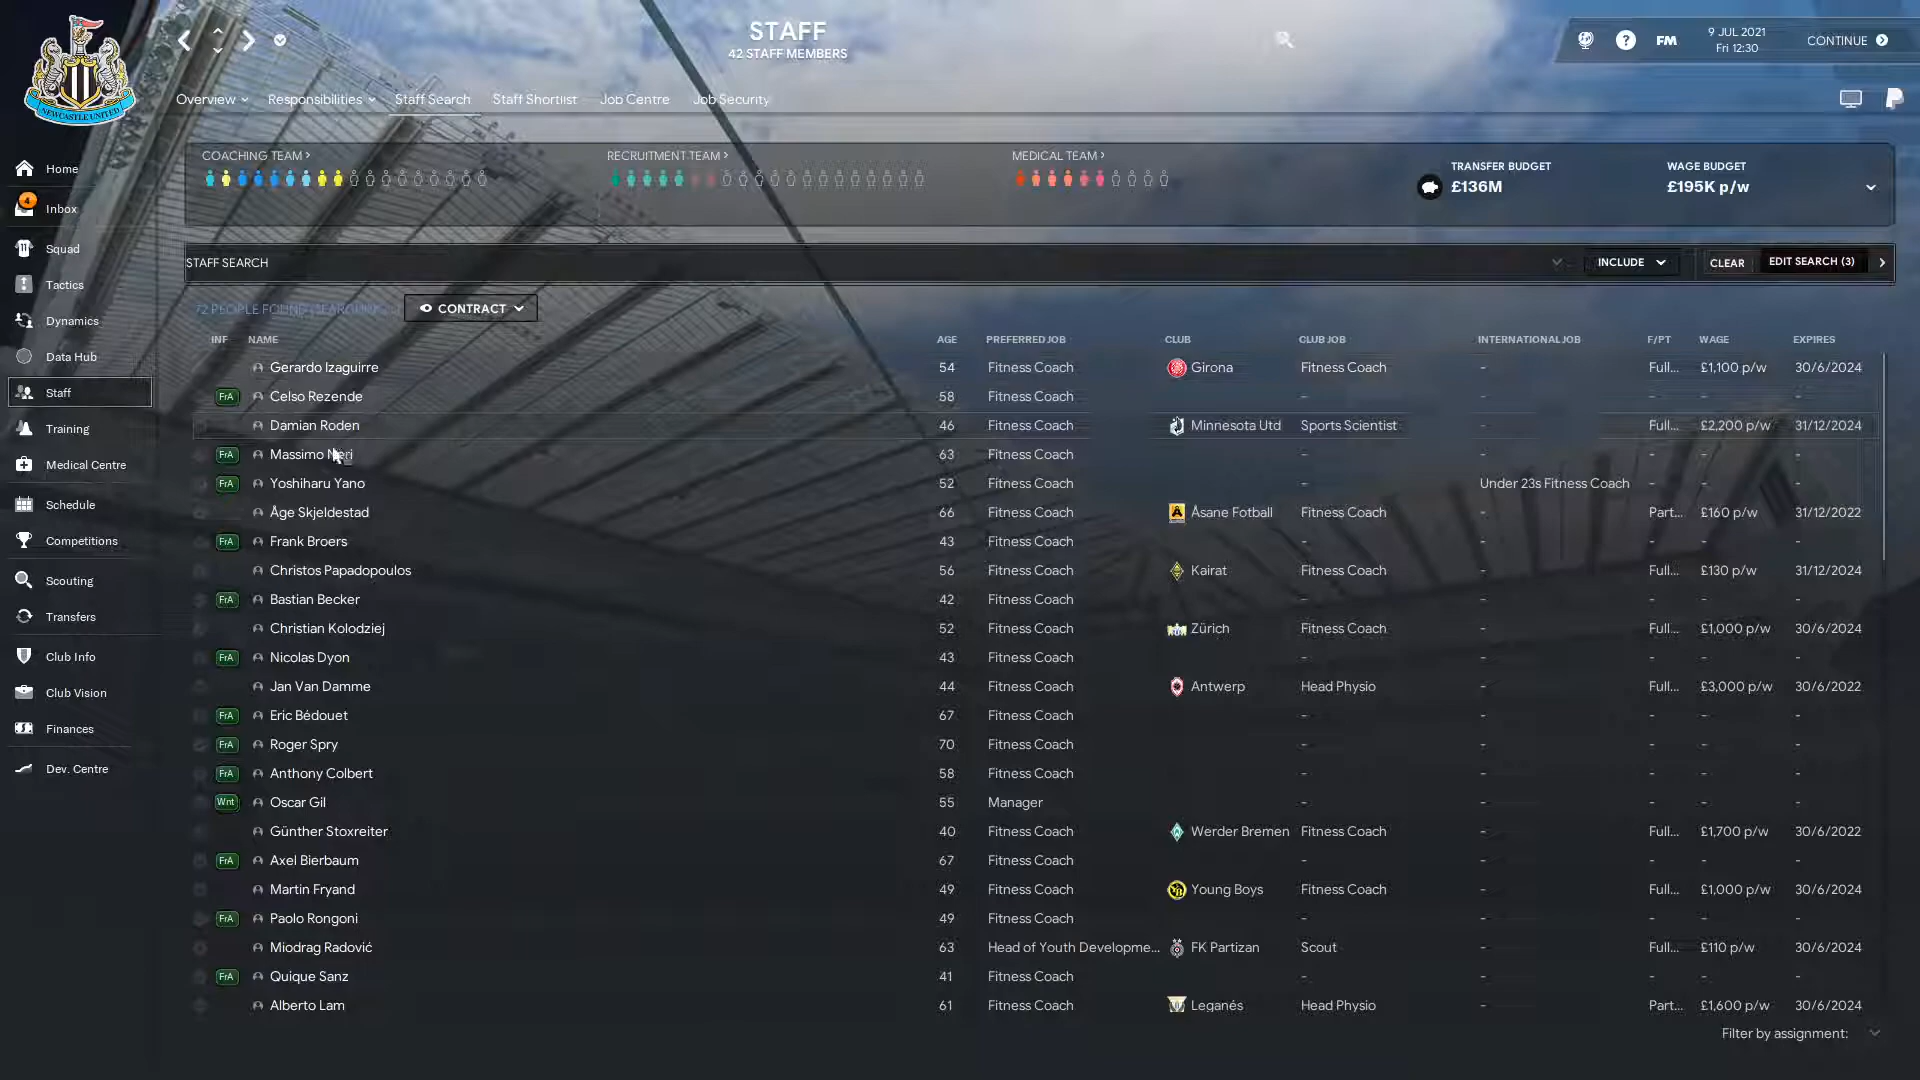 STAFF
42 STAFF MEMBERS
FM
9 JUL 2021
Fri 12:30
CONTINUE
NEWCASTLE UNITED
Overview
Responsibilities
Staff Search
Staff Shortlist
Job Centre
Job Security
Home
4
Inbox
Squad
Tactics
Dynamics
Data Hub
Staff
Training
Medical Centre
Schedule
Competitions
Scouting
Transfers
Club Info
Club Vision
Finances
Dev. Centre
COACHING TEAM >
RECRUITMENT TEAM >
MEDICAL TEAM >
TRANSFER BUDGET
£136M
WAGE BUDGET
£195K p/w
STAFF SEARCH
INCLUDE
CLEAR
EDIT SEARCH (3)
72 PEOPLE FOUND
CONTRACT
INF NAME AGE PREFERRED JOB CLUB CLUB JOB INTERNATIONAL JOB F/PT WAGE EXPIRES
Gerardo Izaguirre 54 Fitness Coach Girona Fitness Coach - Full... £1,100 p/w 30/6/2024
FrA Celso Rezende 58 Fitness Coach - - - - -
Damian Roden 46 Fitness Coach Minnesota Utd Sports Scientist - Full... £2,200 p/w 31/12/2024
FrA Massimo Neri 63 Fitness Coach - - - - -
FrA Yoshiharu Yano 52 Fitness Coach - Under 23s Fitness Coach - - -
Åge Skjeldestad 66 Fitness Coach Åsane Fotball Fitness Coach - Part... £160 p/w 31/12/2022
FrA Frank Broers 43 Fitness Coach - - - - -
Christos Papadopoulos 56 Fitness Coach Kairat Fitness Coach - Full... £130 p/w 31/12/2024
FrA Bastian Becker 42 Fitness Coach - - - - -
Christian Kolodziej 52 Fitness Coach Zürich Fitness Coach - Full... £1,000 p/w 30/6/2024
FrA Nicolas Dyon 43 Fitness Coach - - - - -
Jan Van Damme 44 Fitness Coach Antwerp Head Physio - Full... £3,000 p/w 30/6/2022
FrA Eric Bédouet 67 Fitness Coach - - - - -
FrA Roger Spry 70 Fitness Coach - - - - -
FrA Anthony Colbert 58 Fitness Coach - - - - -
Wnt Oscar Gil 55 Manager - - - - -
Günther Stoxreiter 40 Fitness Coach Werder Bremen Fitness Coach - Full... £1,700 p/w 30/6/2022
FrA Axel Bierbaum 67 Fitness Coach - - - - -
Martin Fryand 49 Fitness Coach Young Boys Fitness Coach - Full... £1,000 p/w 30/6/2024
FrA Paolo Rongoni 49 Fitness Coach - - - - -
Miodrag Radović 63 Head of Youth Developme... FK Partizan Scout - Full... £110 p/w 30/6/2024
FrA Quique Sanz 41 Fitness Coach - - - - -
Alberto Lam 61 Fitness Coach Leganés Head Physio - Part... £1,600 p/w 30/6/2024
Filter by assignment: